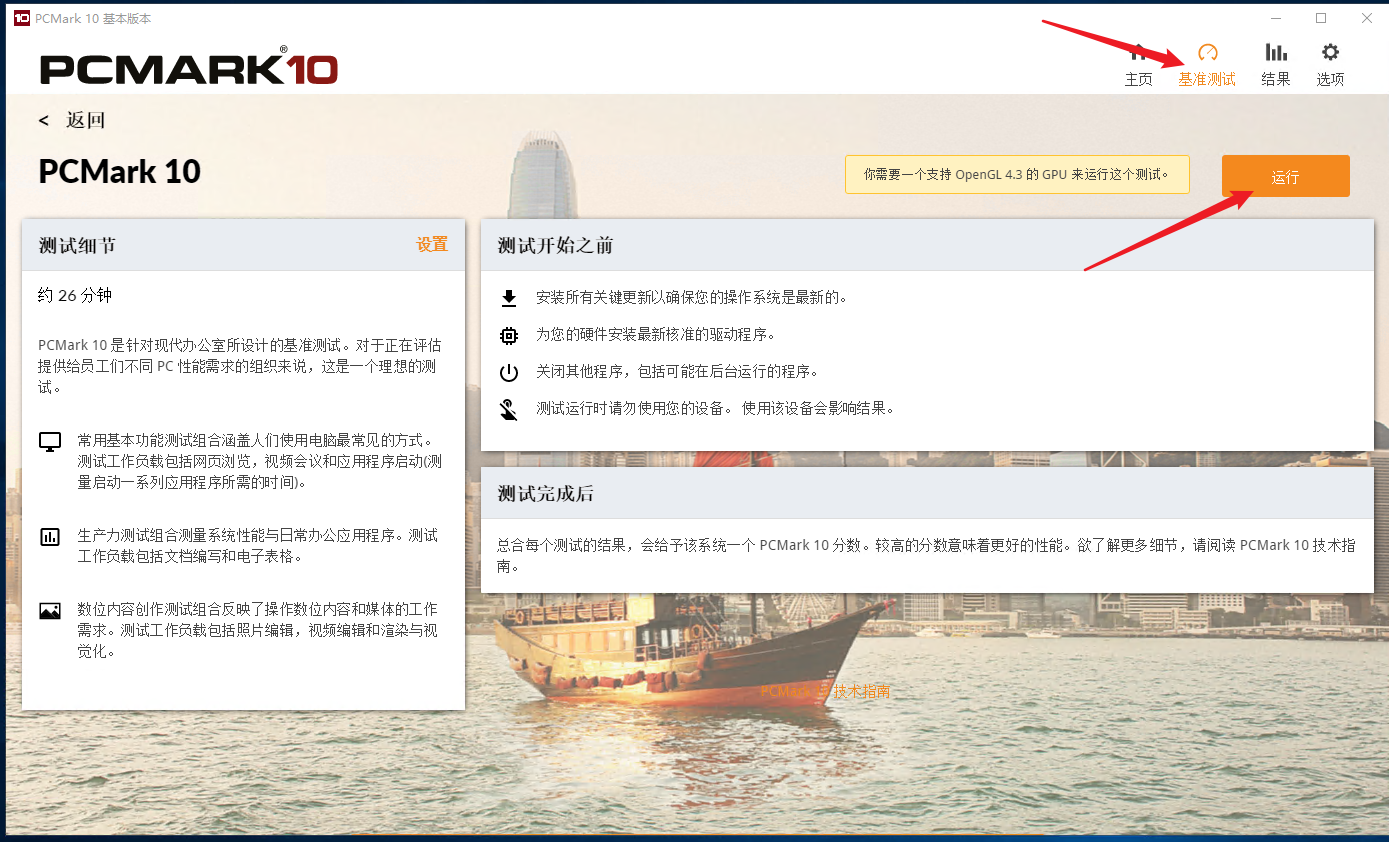 10 PCMark 10 基本版本
PCMARK®10
主页
基准测试
结果
选项
< 返回
PCMark 10
你需要一个支持 OpenGL 4.3 的 GPU 来运行这个测试。
运行
测试细节
设置
约 26 分钟
PCMark 10 是针对现代办公室所设计的基准测试。对于正在评估
提供给员工们不同 PC 性能需求的组织来说，这是一个理想的测
试。
常用基本功能测试组合涵盖人们使用电脑最常见的方式。
测试工作负载包括网页浏览，视频会议和应用程序启动(测
量启动一系列应用程序所需的时间)。
生产力测试组合测量系统性能与日常办公应用程序。测试
工作负载包括文档编写和电子表格。
数位内容创作测试组合反映了操作数位内容和媒体的工作
需求。测试工作负载包括照片编辑，视频编辑和渲染与视
觉化。
测试开始之前
安装所有关键更新以确保您的操作系统是最新的。
为您的硬件安装最新核准的驱动程序。
关闭其他程序，包括可能在后台运行的程序。
测试运行时请勿使用您的设备。 使用该设备会影响结果。
测试完成后
总合每个测试的结果，会给予该系统一个 PCMark 10 分数。较高的分数意味着更好的性能。欲了解更多细节，请阅读 PCMark 10 技术指
南。
PCMark 10 技术指南